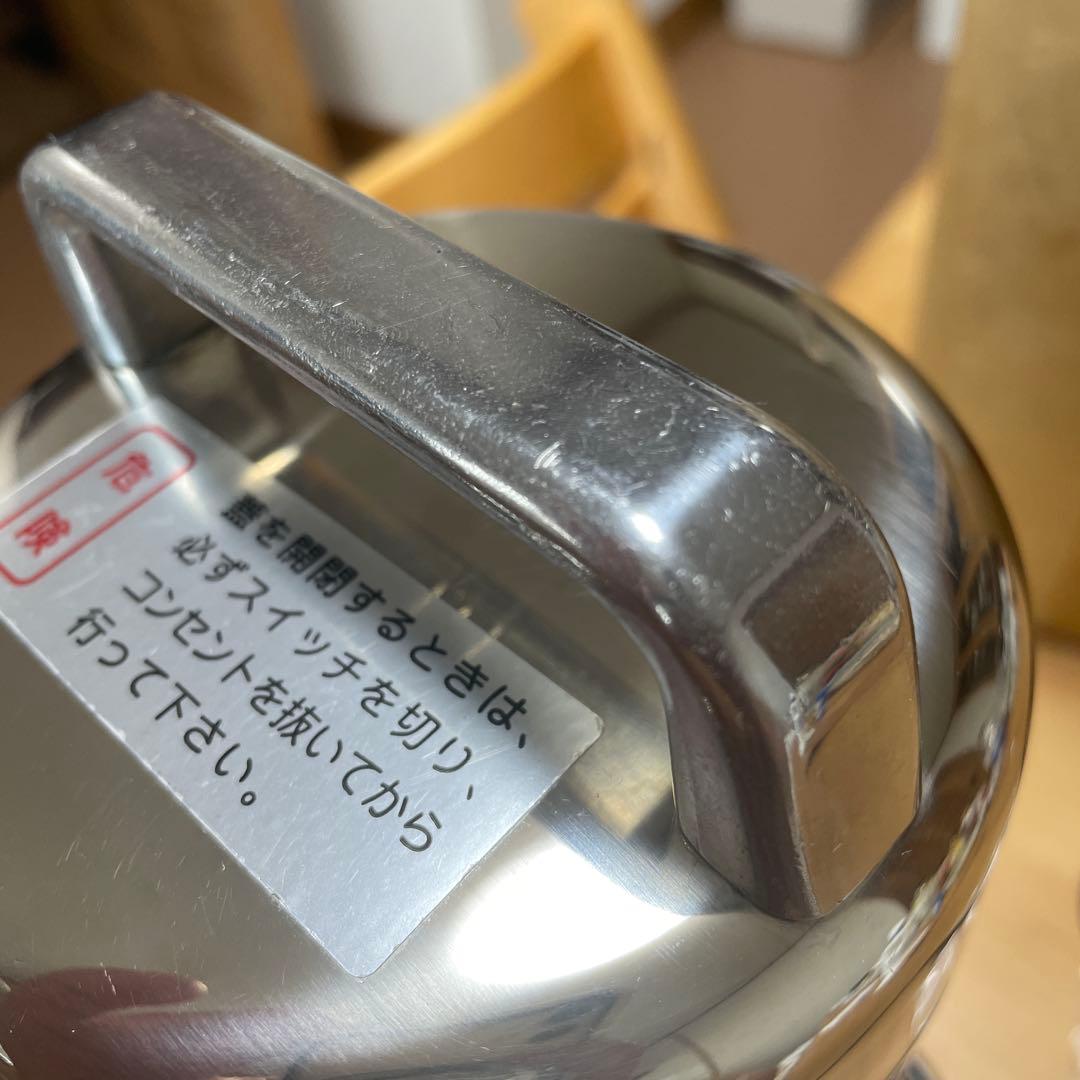 危険
蓋を開閉するときは、
必ずスイッチを切り、
コンセントを抜いてから
行って下さい。